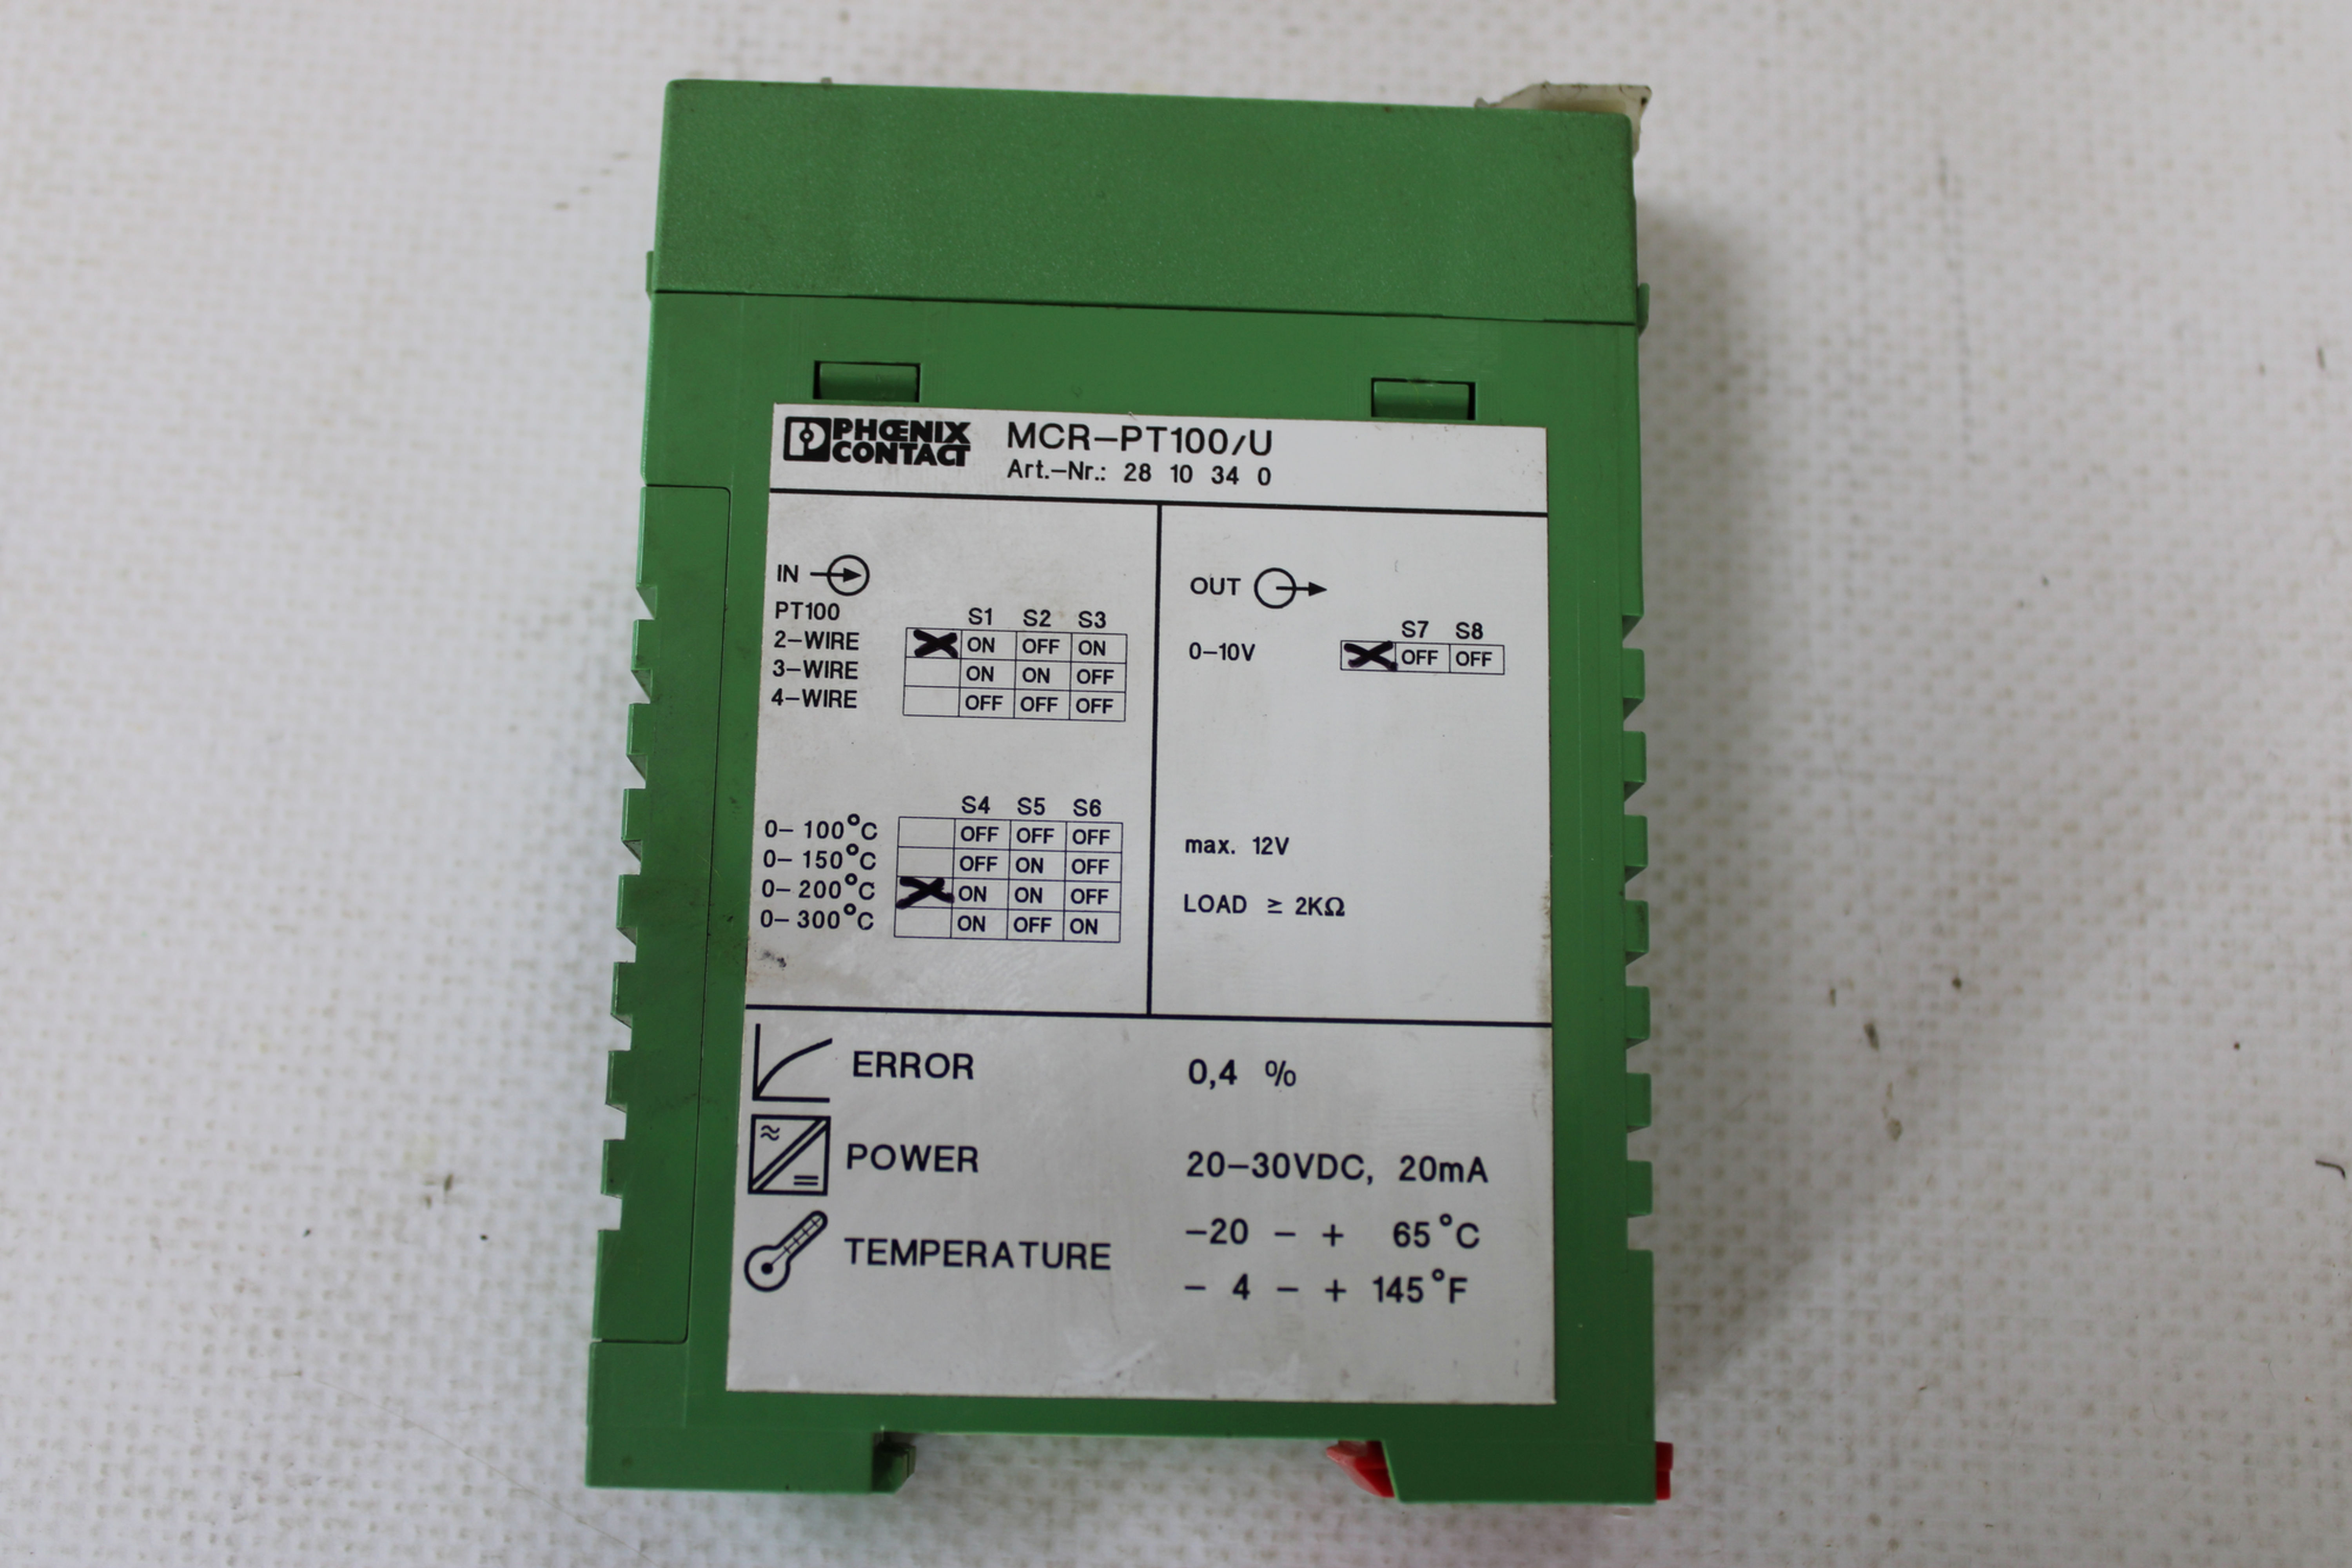 PHŒNIX
CONTACT
MCR-PT100/U
Art.-Nr.: 28 10 34 0
IN
PT100
S1 S2 S3
2-WIRE ON OFF ON
3-WIRE ON ON OFF
4-WIRE OFF OFF OFF
S4 S5 S6
0- 100°C OFF OFF OFF
0- 150°C OFF ON OFF
0- 200°C ON ON OFF
0- 300°C ON OFF ON
OUT
S7 S8
0-10V OFF OFF
max. 12V
LOAD ≥ 2KΩ
ERROR 0,4 %
POWER 20-30VDC, 20mA
TEMPERATURE -20 - + 65°C
- 4 - + 145°F